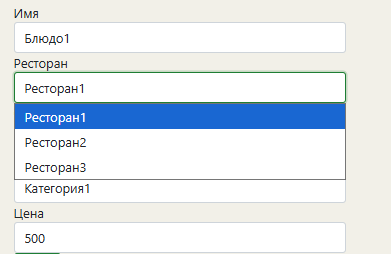 Имя
Блюдо1
Ресторан
Ресторан1
Ресторан1
Ресторан2
Ресторан3
Категория1
Цена
500